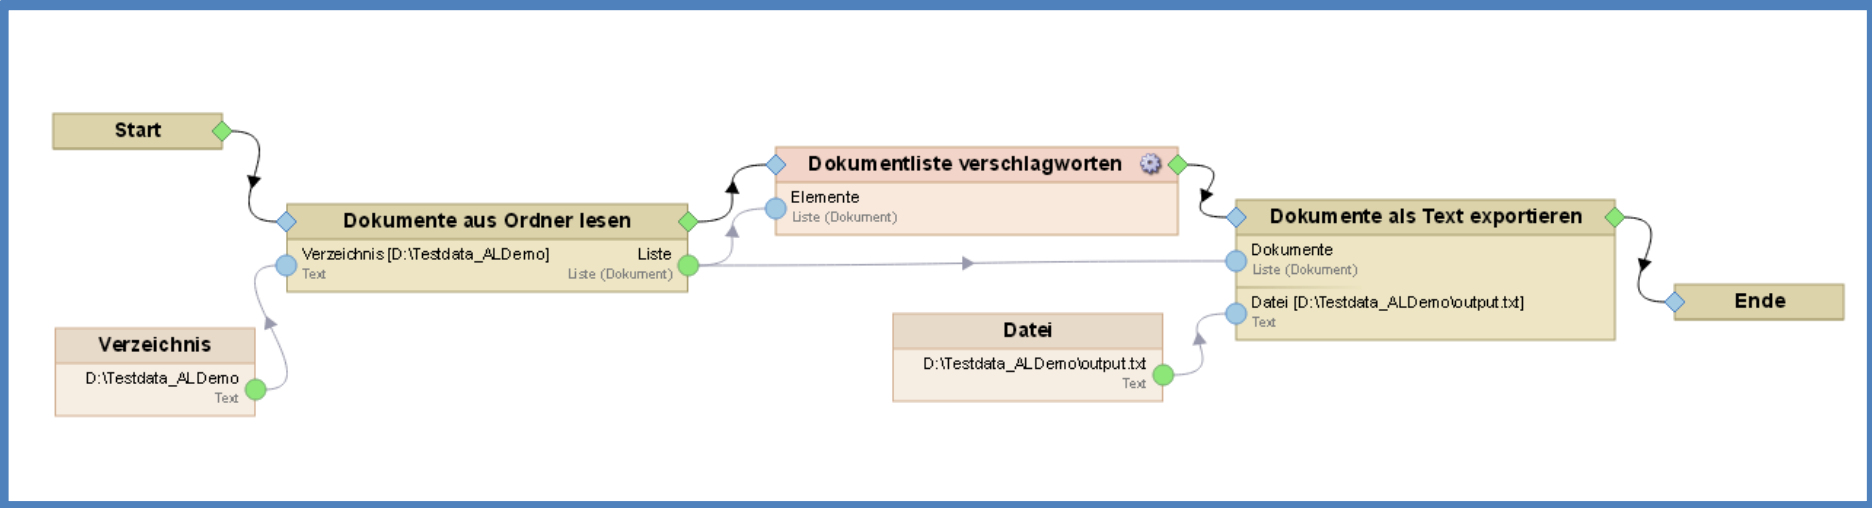 Start
Dokumente aus Ordner lesen
Verzeichnis [D:\Testdata_ALDemo]
Text
Liste
Liste (Dokument)
Verzeichnis
D:\Testdata_ALDemo
Text
Dokumentliste verschlagworten
Elemente
Liste (Dokument)
Datei
D:\Testdata_ALDemo\output.txt
Text
Dokumente als Text exportieren
Dokumente
Liste (Dokument)
Datei [D:\Testdata_ALDemo\output.txt]
Text
Ende